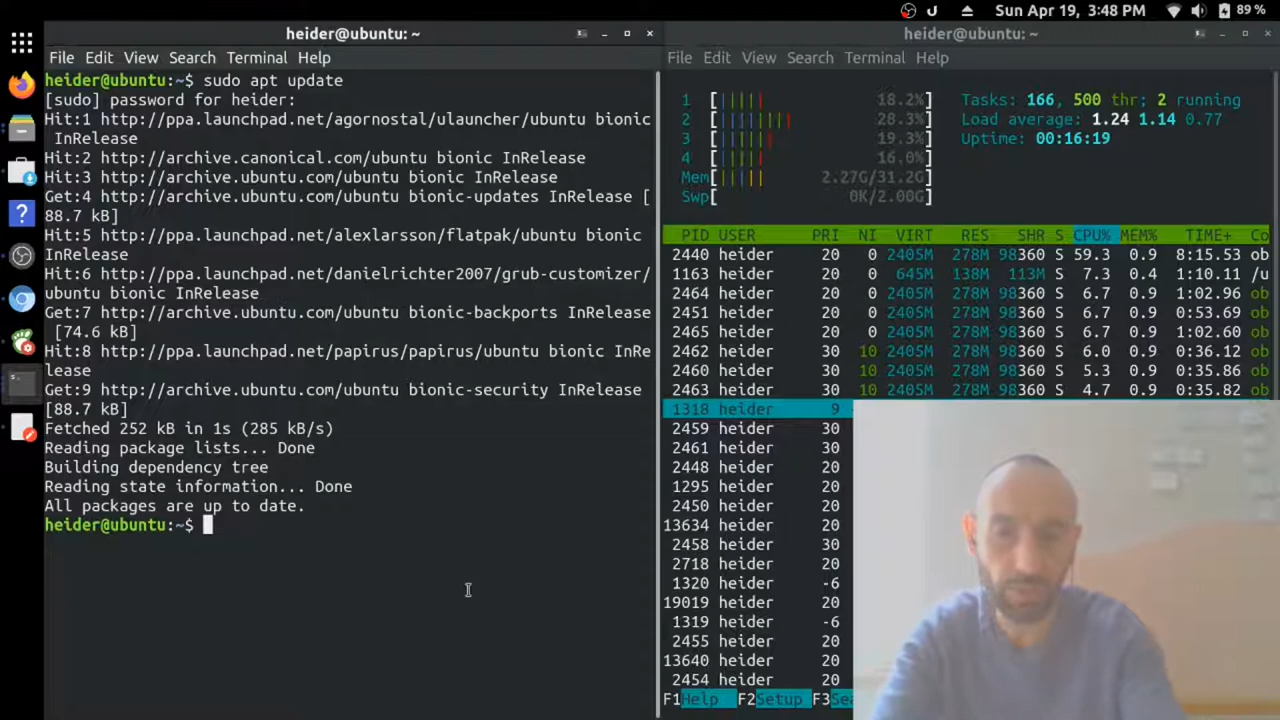 Sun Apr 19, 3:48 PM
89 %
heider@ubuntu: ~
File Edit View Search Terminal Help
heider@ubuntu:~$ sudo apt update
[sudo] password for heider:
Hit:1 http://ppa.launchpad.net/agornostal/ulauncher/ubuntu bionic
InRelease
Hit:2 http://archive.canonical.com/ubuntu bionic InRelease
Hit:3 http://archive.ubuntu.com/ubuntu bionic InRelease
Get:4 http://archive.ubuntu.com/ubuntu bionic-updates InRelease [
88.7 kB]
Hit:5 http://ppa.launchpad.net/alexlarsson/flatpak/ubuntu bionic
InRelease
Hit:6 http://ppa.launchpad.net/danielrichter2007/grub-customizer/
ubuntu bionic InRelease
Get:7 http://archive.ubuntu.com/ubuntu bionic-backports InRelease
[74.6 kB]
Hit:8 http://ppa.launchpad.net/papirus/papirus/ubuntu bionic InRe
lease
Get:9 http://archive.ubuntu.com/ubuntu bionic-security InRelease
[88.7 kB]
Fetched 252 kB in 1s (285 kB/s)
Reading package lists... Done
Building dependency tree
Reading state information... Done
All packages are up to date.
heider@ubuntu:~$
heider@ubuntu: ~
File Edit View Search Terminal Help
1 [||||| 18.2%] Tasks: 166, 500 thr; 2 running
2 [||||||||| 28.3%] Load average: 1.24 1.14 0.77
3 [|||||| 19.3%] Uptime: 00:16:19
4 [||||| 16.0%]
Mem[||||| 2.27G/31.2G]
Swp[ 0K/2.00G]
PID USER PRI NI VIRT RES SHR S CPU% MEM% TIME+ Co
2440 heider 20 0 2405M 278M 98360 S 59.3 0.9 8:15.53 ob
1163 heider 20 0 645M 138M 113M S 7.3 0.4 1:10.11 /u
2464 heider 20 0 2405M 278M 98360 S 6.7 0.9 1:02.96 ob
2451 heider 20 0 2405M 278M 98360 S 6.7 0.9 0:53.69 ob
2465 heider 20 0 2405M 278M 98360 S 6.7 0.9 1:02.60 ob
2462 heider 30 10 2405M 278M 98360 S 6.0 0.9 0:36.12 ob
2460 heider 30 10 2405M 278M 98360 S 5.3 0.9 0:35.86 ob
2463 heider 30 10 2405M 278M 98360 S 4.7 0.9 0:35.82 ob
1318 heider 9
2459 heider 30
2461 heider 30
2448 heider 20
1295 heider 20
2450 heider 20
13634 heider 20
2458 heider 30
2718 heider 20
1320 heider -6
19019 heider 20
1319 heider -6
2455 heider 20
13640 heider 20
2454 heider 20
F1Help F2Setup F3Sea